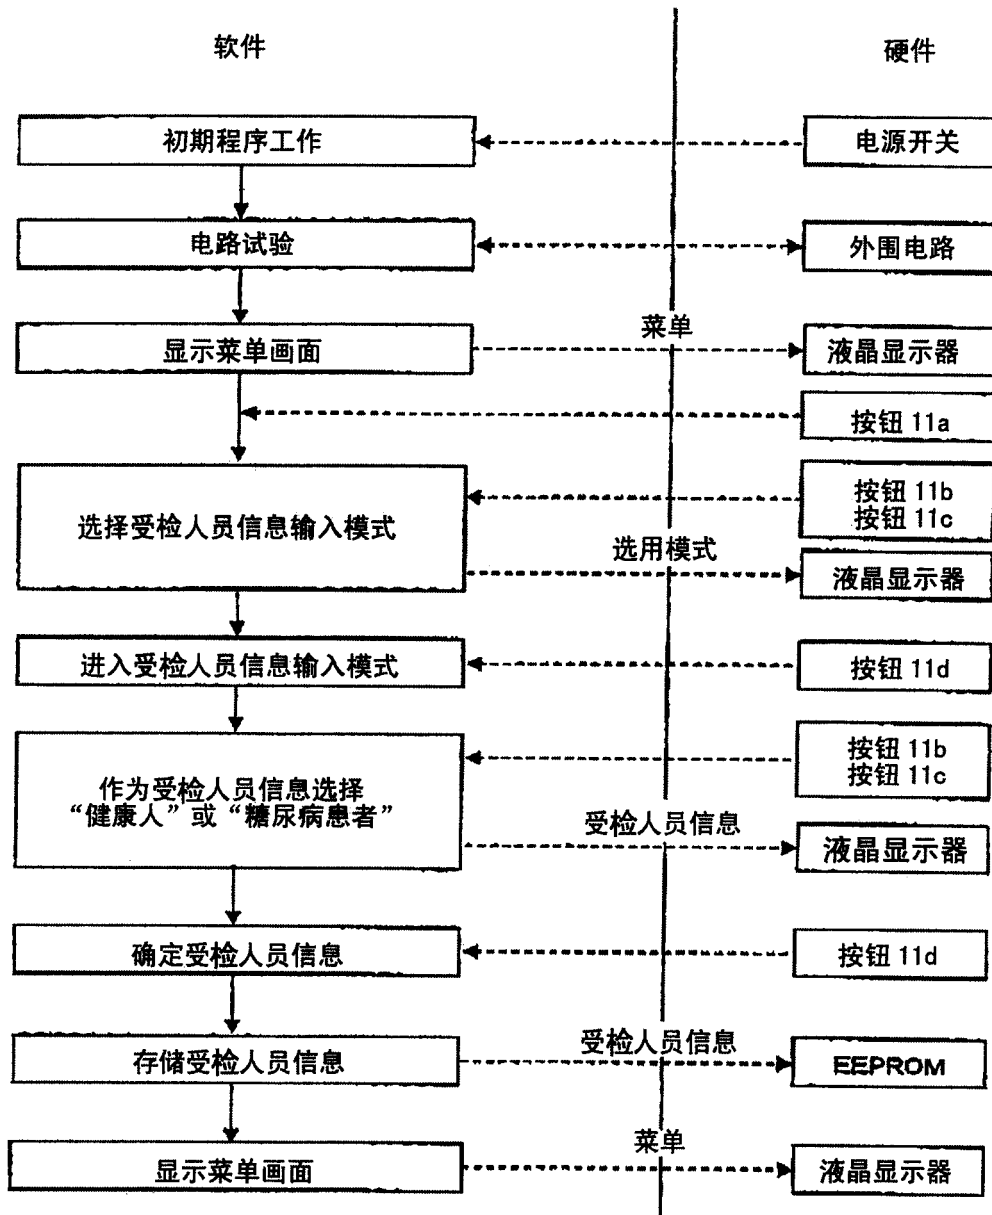 软件
硬件
初期程序工作
电源开关
电路试验
外围电路
菜单
显示菜单画面
液晶显示器
按钮 11a
选择受检人员信息输入模式
按钮 11b
按钮 11c
选用模式
液晶显示器
进入受检人员信息输入模式
按钮 11d
作为受检人员信息选择
“健康人”或“糖尿病患者”
按钮 11b
按钮 11c
受检人员信息
液晶显示器
确定受检人员信息
按钮 11d
存储受检人员信息
受检人员信息
EEPROM
显示菜单画面
菜单
液晶显示器